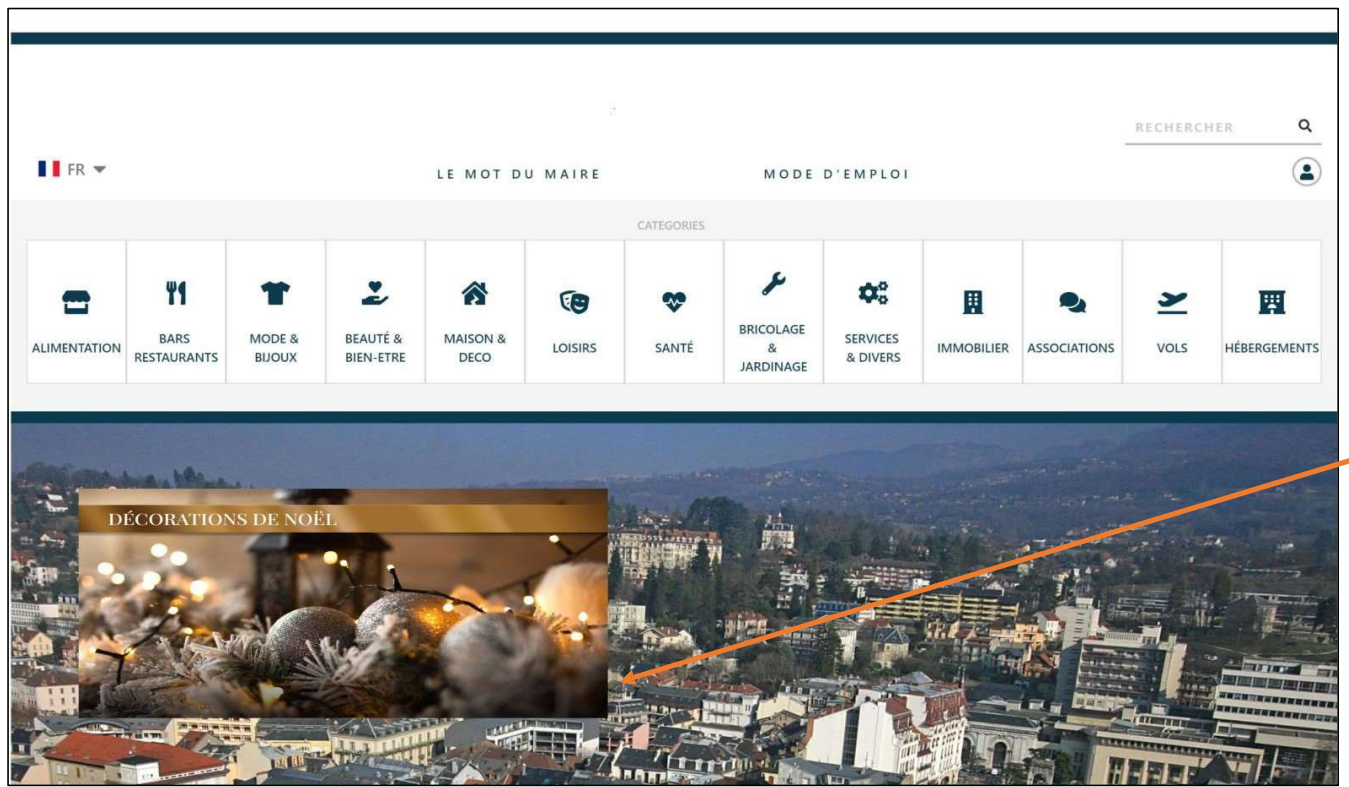 RECHERCHER
FR
LE MOT DU MAIRE
MODE D'EMPLOI
CATEGORIES
ALIMENTATION
BARS
RESTAURANTS
MODE &
BIJOUX
BEAUTÉ &
BIEN-ETRE
MAISON &
DECO
LOISIRS
SANTÉ
BRICOLAGE
&
JARDINAGE
SERVICES
& DIVERS
IMMOBILIER
ASSOCIATIONS
VOLS
HÉBERGEMENTS
DÉCORATIONS DE NOËL